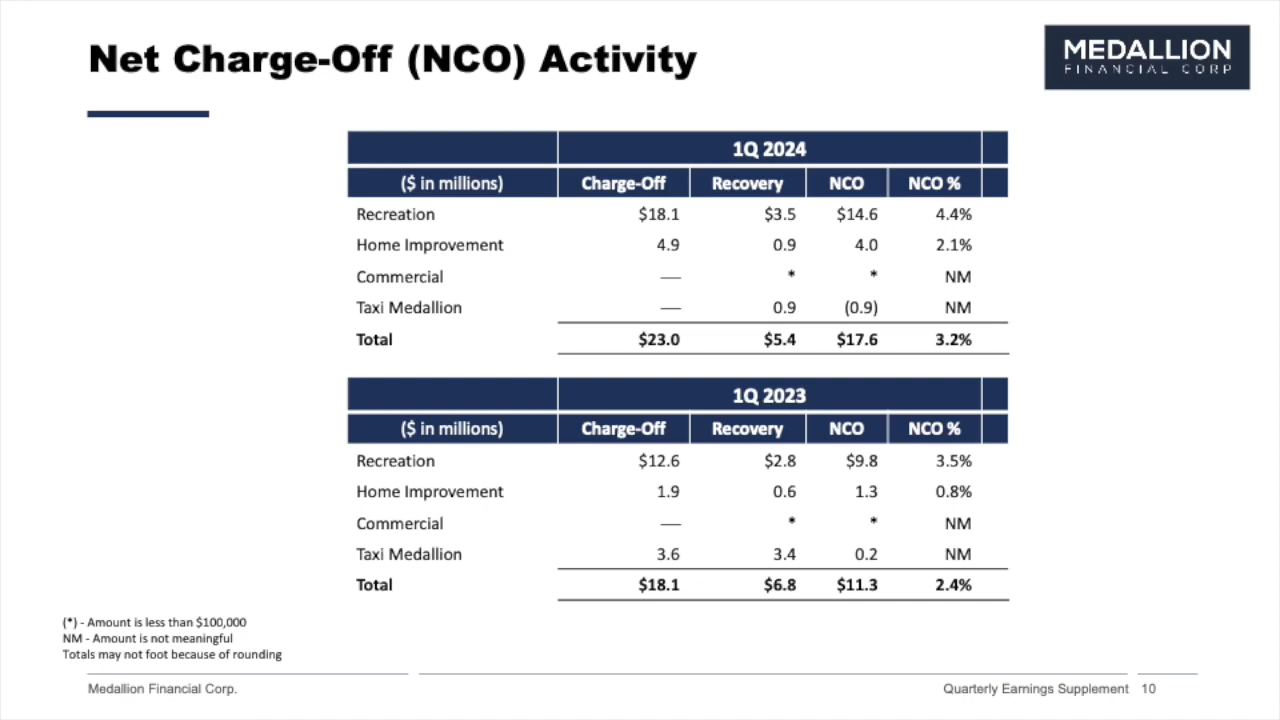 Net Charge-Off (NCO) Activity
MEDALLION
FINANCIAL CORP
1Q 2024
($ in millions) Charge-Off Recovery NCO NCO %
Recreation $18.1 $3.5 $14.6 4.4%
Home Improvement 4.9 0.9 4.0 2.1%
Commercial — * * NM
Taxi Medallion — 0.9 (0.9) NM
Total $23.0 $5.4 $17.6 3.2%
1Q 2023
($ in millions) Charge-Off Recovery NCO NCO %
Recreation $12.6 $2.8 $9.8 3.5%
Home Improvement 1.9 0.6 1.3 0.8%
Commercial — * * NM
Taxi Medallion 3.6 3.4 0.2 NM
Total $18.1 $6.8 $11.3 2.4%
(*) - Amount is less than $100,000
NM - Amount is not meaningful
Totals may not foot because of rounding
Medallion Financial Corp. Quarterly Earnings Supplement 10